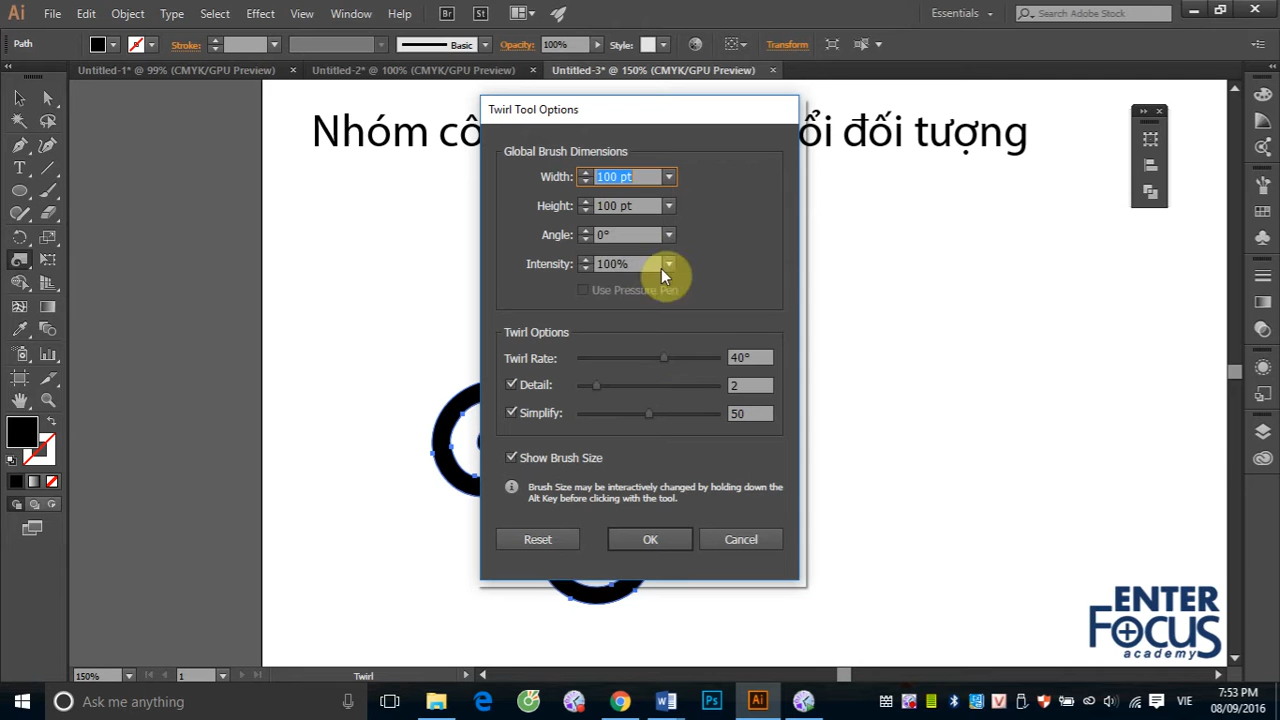 Ai
File Edit Object Type Select Effect View Window Help
Br
St
Essentials
Search Adobe Stock
Path
Stroke:
Basic
Opacity: 100%
Style:
Transform
Untitled-1* @ 99% (CMYK/GPU Preview)
Untitled-2* @ 100% (CMYK/GPU Preview)
Untitled-3* @ 150% (CMYK/GPU Preview)
Twirl Tool Options
Nhóm cô
ổi đối tượng
Global Brush Dimensions
Width: 100 pt
Height: 100 pt
Angle: 0°
Intensity: 100%
Use Pressure Pen
Twirl Options
Twirl Rate: 40°
Detail: 2
Simplify: 50
Show Brush Size
Brush Size may be interactively changed by holding down the
Alt Key before clicking with the tool.
Reset
OK
Cancel
ENTER
FOCUS
academy
150%
1
Twirl
Ask me anything
Ps
Ai
VIE
7:53 PM
08/09/2016